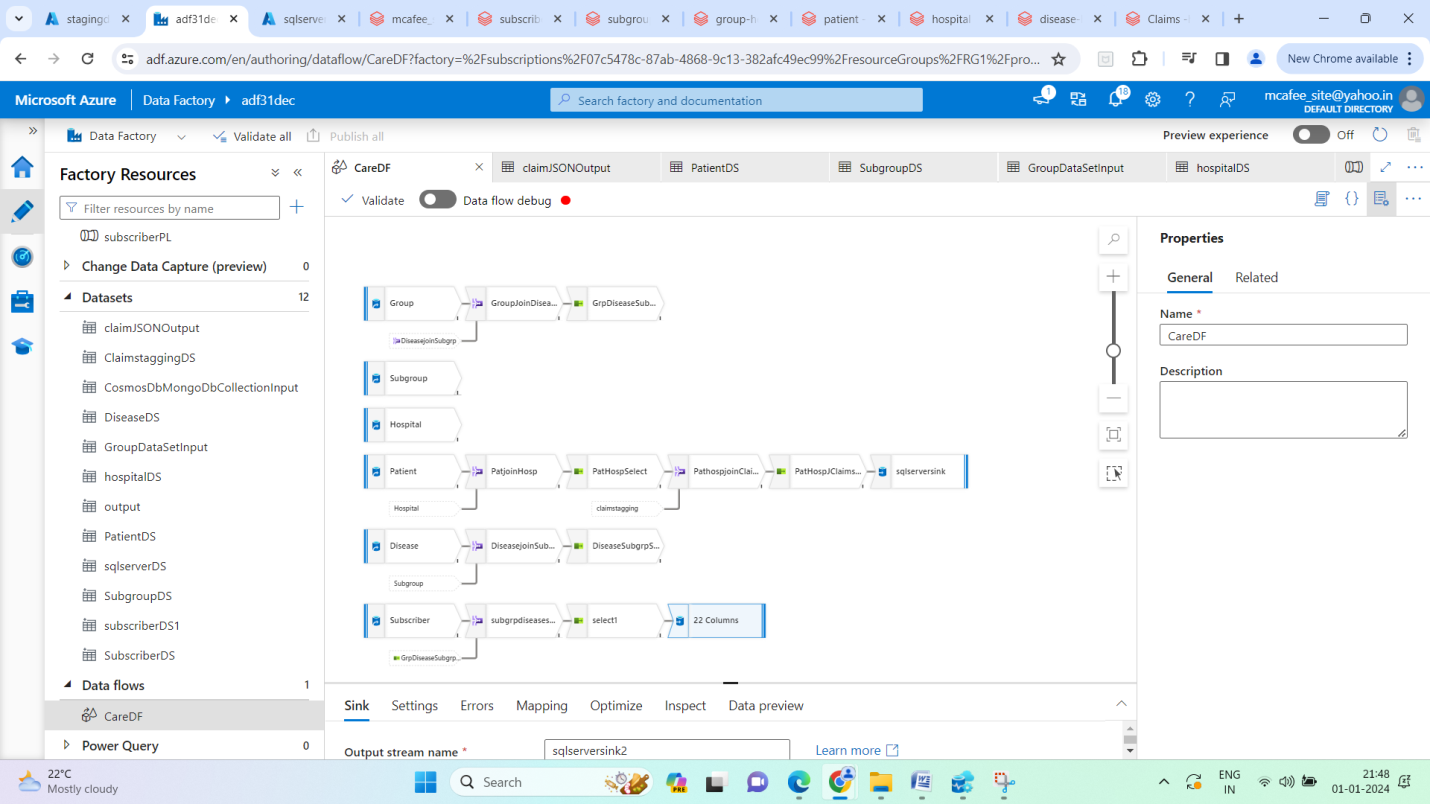 stagingd
adf31de
sqlserve
mcafee_
subscrib
subgrou
group-h
patient -
hospital
disease-
Claims -
adf.azure.com/en/authoring/dataflow/CareDF?factory=%2Fsubscriptions%2F07c5478c-87ab-4868-9c13-382afc49ec99%2FresourceGroups%2FRG1%2Fpro...
New Chrome available
Microsoft Azure
Data Factory
adf31dec
Search factory and documentation
1
18
mcafee_site@yahoo.in
DEFAULT DIRECTORY
Data Factory
Validate all
Publish all
Preview experience
Off
Factory Resources
Filter resources by name
subscriberPL
Change Data Capture (preview) 0
Datasets 12
claimJSONOutput
ClaimstaggingDS
CosmosDbMongoDbCollectionInput
DiseaseDS
GroupDataSetInput
hospitalDS
output
PatientDS
sqlserverDS
SubgroupDS
subscriberDS1
SubscriberDS
Data flows 1
CareDF
Power Query 0
CareDF
claimJSONOutput
PatientDS
SubgroupDS
GroupDataSetInput
hospitalDS
Validate
Data flow debug
Group
GroupJoinDisea...
GrpDiseaseSub...
DiseasejoinSubgrp
Subgroup
Hospital
Patient
PatjoinHosp
PatHospSelect
PathospjoinClai...
PatHospJClaims...
sqlserversink
Hospital
claimstagging
Disease
DiseasejoinSub...
DiseaseSubgrpS...
Subgroup
Subscriber
subgrpdiseases...
select1
22 Columns
GrpDiseaseSubgrp...
Sink
Settings
Errors
Mapping
Optimize
Inspect
Data preview
Output stream name *
sqlserversink2
Learn more
Properties
General
Related
Name *
CareDF
Description
22°C
Mostly cloudy
Search
PRE
ENG
IN
21:48
01-01-2024